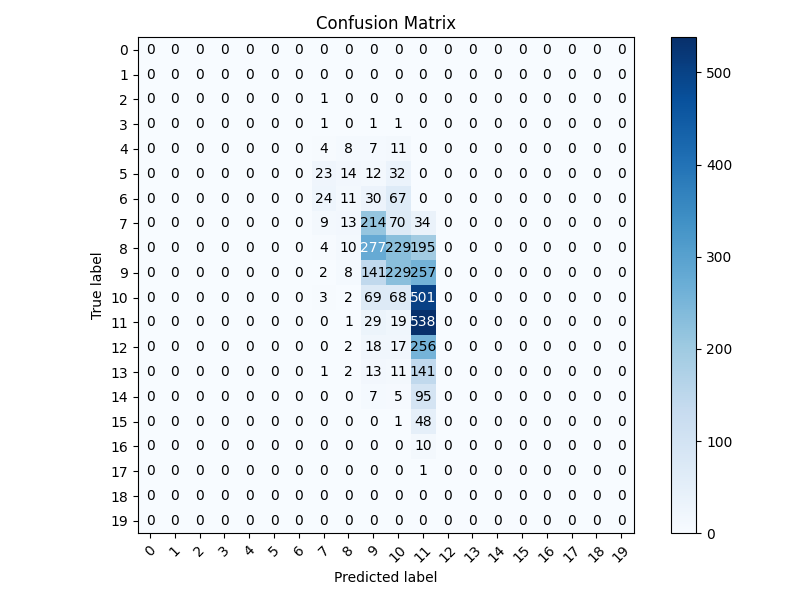 Confusion Matrix
0 0 0 0 0 0 0 0 0 0 0 0 0 0 0 0 0 0 0 0 0
1 0 0 0 0 0 0 0 0 0 0 0 0 0 0 0 0 0 0 0 0
2 0 0 0 0 0 0 0 1 0 0 0 0 0 0 0 0 0 0 0 0
3 0 0 0 0 0 0 0 1 0 1 1 0 0 0 0 0 0 0 0 0
4 0 0 0 0 0 0 0 4 8 7 11 0 0 0 0 0 0 0 0 0
5 0 0 0 0 0 0 0 23 14 12 32 0 0 0 0 0 0 0 0 0
6 0 0 0 0 0 0 0 24 11 30 67 0 0 0 0 0 0 0 0 0
7 0 0 0 0 0 0 0 9 13 214 70 34 0 0 0 0 0 0 0 0
8 0 0 0 0 0 0 0 4 10 277 229 195 0 0 0 0 0 0 0 0
9 0 0 0 0 0 0 0 2 8 141 229 257 0 0 0 0 0 0 0 0
10 0 0 0 0 0 0 0 3 2 69 68 501 0 0 0 0 0 0 0 0
11 0 0 0 0 0 0 0 0 1 29 19 538 0 0 0 0 0 0 0 0
12 0 0 0 0 0 0 0 0 2 18 17 256 0 0 0 0 0 0 0 0
13 0 0 0 0 0 0 0 1 2 13 11 141 0 0 0 0 0 0 0 0
14 0 0 0 0 0 0 0 0 0 7 5 95 0 0 0 0 0 0 0 0
15 0 0 0 0 0 0 0 0 0 0 1 48 0 0 0 0 0 0 0 0
16 0 0 0 0 0 0 0 0 0 0 0 10 0 0 0 0 0 0 0 0
17 0 0 0 0 0 0 0 0 0 0 0 1 0 0 0 0 0 0 0 0
18 0 0 0 0 0 0 0 0 0 0 0 0 0 0 0 0 0 0 0 0
19 0 0 0 0 0 0 0 0 0 0 0 0 0 0 0 0 0 0 0 0
0 1 2 3 4 5 6 7 8 9 10 11 12 13 14 15 16 17 18 19
Predicted label
True label
500
400
300
200
100
0